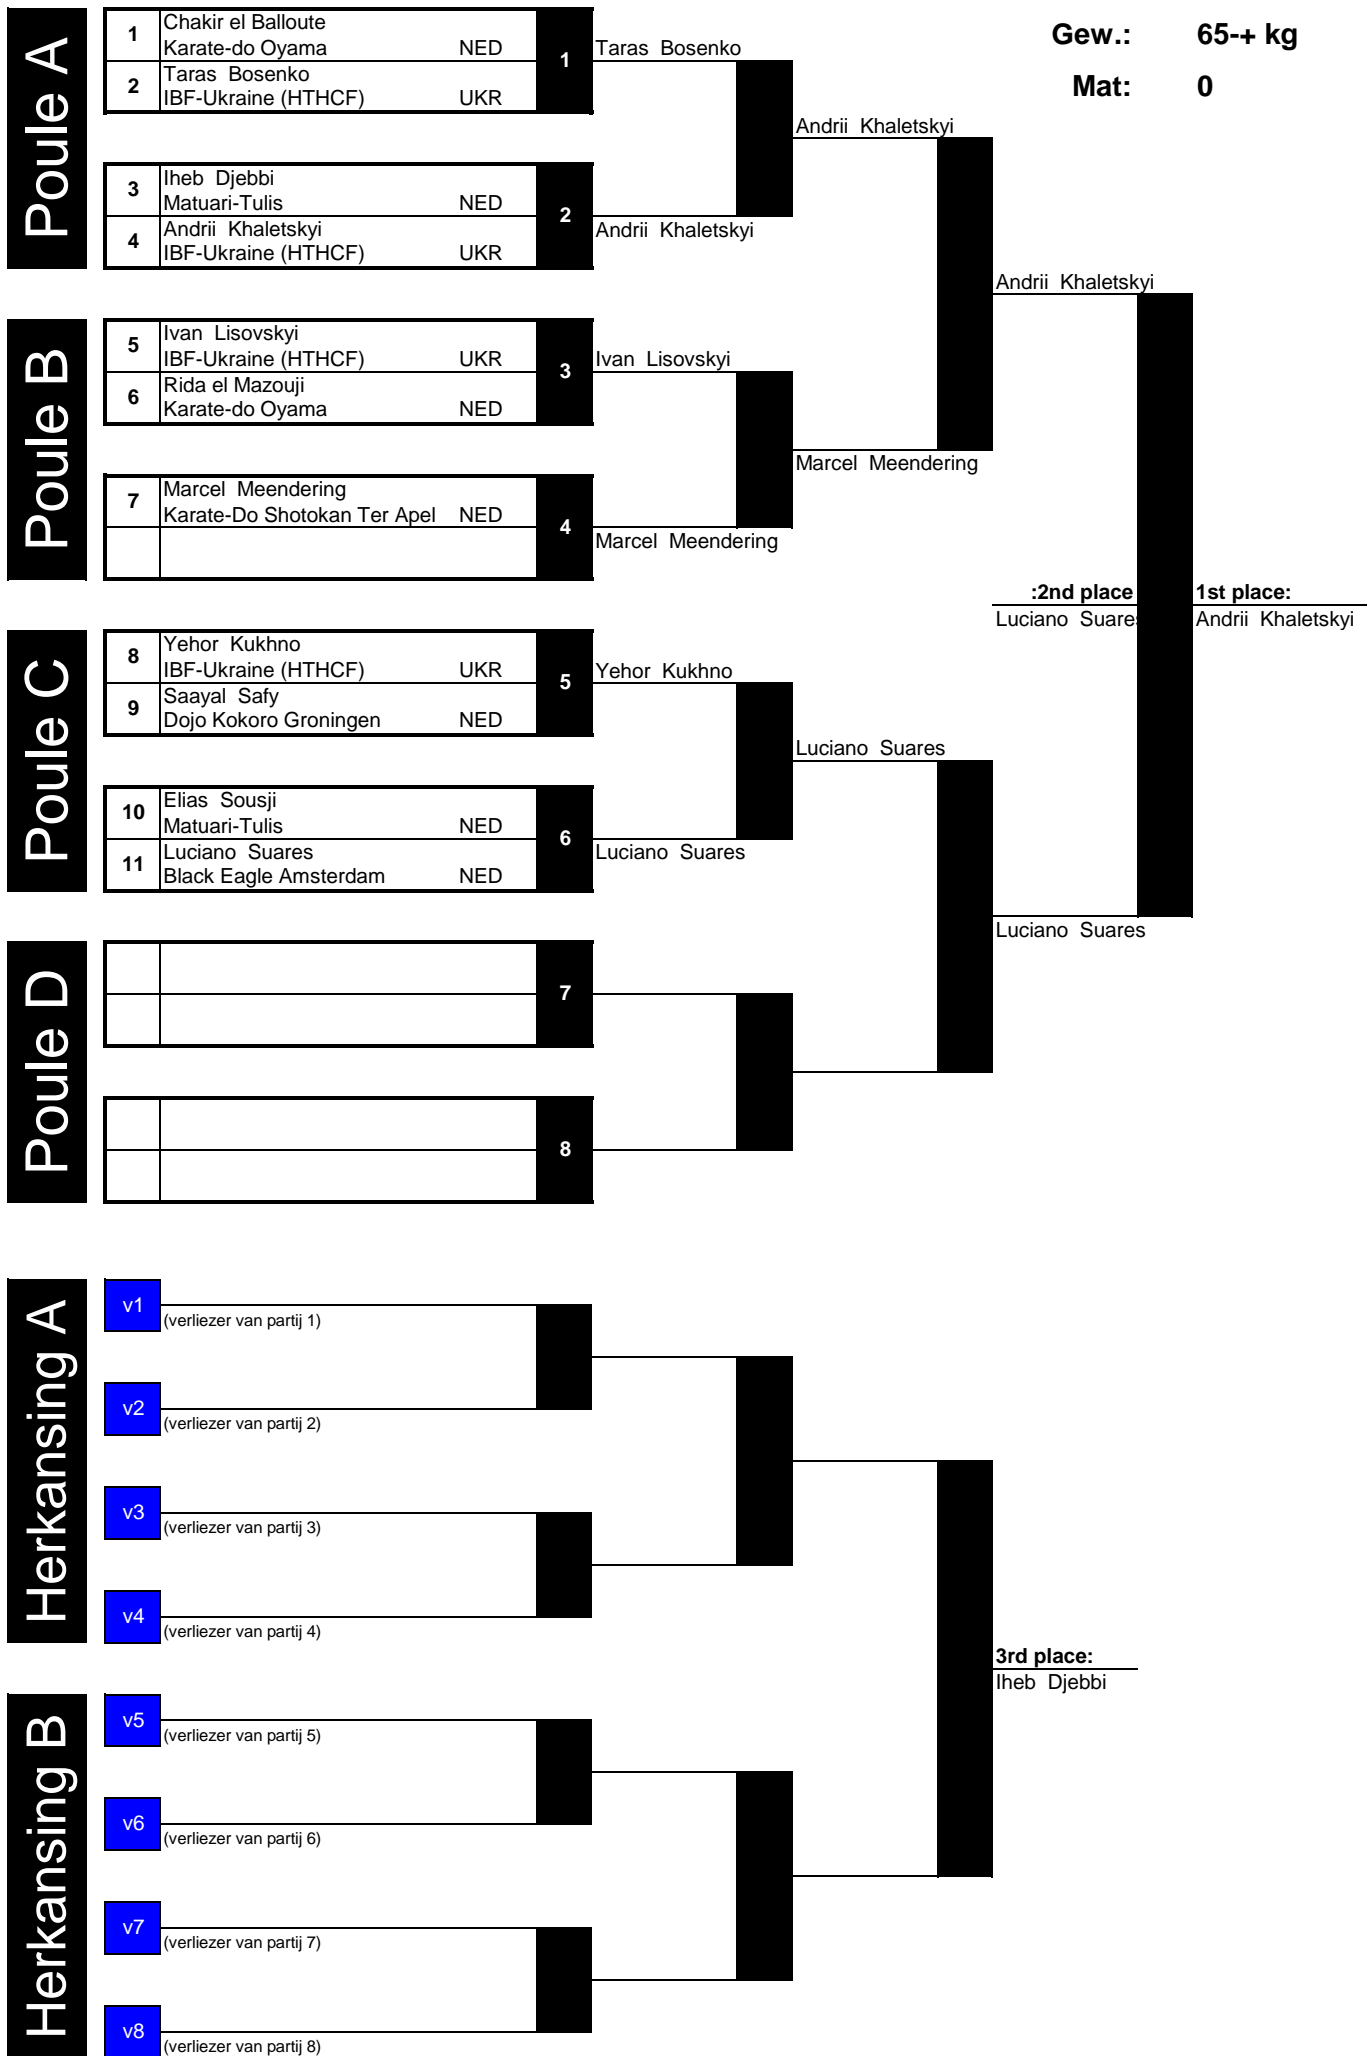 Gew.: 65-+ kg
Mat: 0
Poule A
1 Chakir el Balloute
Karate-do Oyama NED
2 Taras Bosenko
IBF-Ukraine (HTHCF) UKR
1
Taras Bosenko
3 Iheb Djebbi
Matuari-Tulis NED
4 Andrii Khaletskyi
IBF-Ukraine (HTHCF) UKR
2
Andrii Khaletskyi
Andrii Khaletskyi
Andrii Khaletskyi
Poule B
5 Ivan Lisovskyi
IBF-Ukraine (HTHCF) UKR
6 Rida el Mazouji
Karate-do Oyama NED
3
Ivan Lisovskyi
7 Marcel Meendering
Karate-Do Shotokan Ter Apel NED
4
Marcel Meendering
Marcel Meendering
:2nd place
Luciano Suares
1st place:
Andrii Khaletskyi
Poule C
8 Yehor Kukhno
IBF-Ukraine (HTHCF) UKR
9 Saayal Safy
Dojo Kokoro Groningen NED
5
Yehor Kukhno
10 Elias Sousji
Matuari-Tulis NED
11 Luciano Suares
Black Eagle Amsterdam NED
6
Luciano Suares
Luciano Suares
Luciano Suares
Poule D
7
8
Herkansing A
v1
(verliezer van partij 1)
v2
(verliezer van partij 2)
v3
(verliezer van partij 3)
v4
(verliezer van partij 4)
3rd place:
Iheb Djebbi
Herkansing B
v5
(verliezer van partij 5)
v6
(verliezer van partij 6)
v7
(verliezer van partij 7)
v8
(verliezer van partij 8)